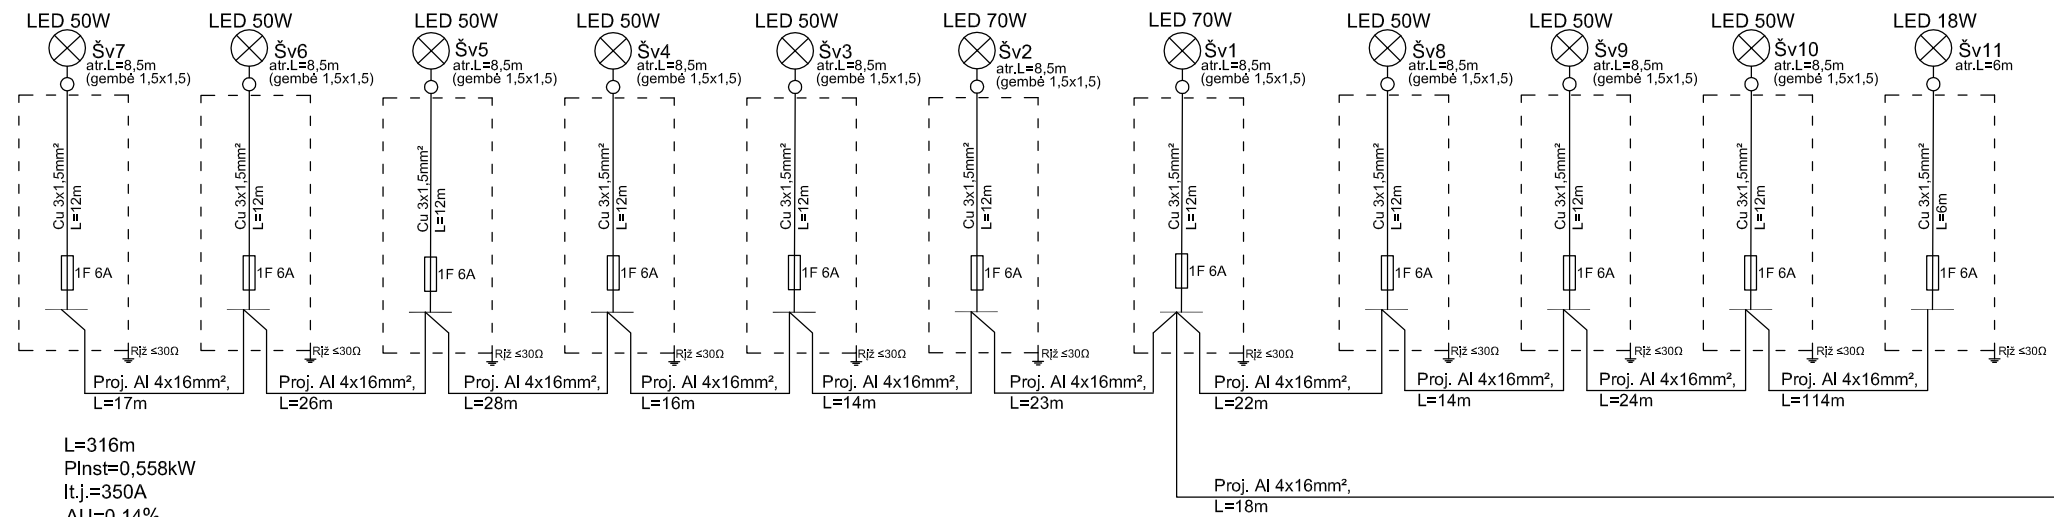 LED 50W
Šv7
atr.L=8,5m
(gembė 1,5x1,5)
Cu 3x1,5mm²
L=12m
1F 6A
Rįž ≤30Ω
LED 50W
Šv6
atr.L=8,5m
(gembė 1,5x1,5)
Cu 3x1,5mm²
L=12m
1F 6A
Rįž ≤30Ω
LED 50W
Šv5
atr.L=8,5m
(gembė 1,5x1,5)
Cu 3x1,5mm²
L=12m
1F 6A
Rįž ≤30Ω
LED 50W
Šv4
atr.L=8,5m
(gembė 1,5x1,5)
Cu 3x1,5mm²
L=12m
1F 6A
Rįž ≤30Ω
LED 50W
Šv3
atr.L=8,5m
(gembė 1,5x1,5)
Cu 3x1,5mm²
L=12m
1F 6A
Rįž ≤30Ω
LED 70W
Šv2
atr.L=8,5m
(gembė 1,5x1,5)
Cu 3x1,5mm²
L=12m
1F 6A
Rįž ≤30Ω
LED 70W
Šv1
atr.L=8,5m
(gembė 1,5x1,5)
Cu 3x1,5mm²
L=12m
1F 6A
Rįž ≤30Ω
LED 50W
Šv8
atr.L=8,5m
(gembė 1,5x1,5)
Cu 3x1,5mm²
L=12m
1F 6A
Rįž ≤30Ω
LED 50W
Šv9
atr.L=8,5m
(gembė 1,5x1,5)
Cu 3x1,5mm²
L=12m
1F 6A
Rįž ≤30Ω
LED 50W
Šv10
atr.L=8,5m
(gembė 1,5x1,5)
Cu 3x1,5mm²
L=12m
1F 6A
Rįž ≤30Ω
LED 18W
Šv11
atr.L=6m
Cu 3x1,5mm²
L=6m
1F 6A
Rįž ≤30Ω
Proj. Al 4x16mm²,
L=17m
Proj. Al 4x16mm²,
L=26m
Proj. Al 4x16mm²,
L=28m
Proj. Al 4x16mm²,
L=16m
Proj. Al 4x16mm²,
L=14m
Proj. Al 4x16mm²,
L=23m
Proj. Al 4x16mm²,
L=22m
Proj. Al 4x16mm²,
L=14m
Proj. Al 4x16mm²,
L=24m
Proj. Al 4x16mm²,
L=114m
Proj. Al 4x16mm²,
L=18m
L=316m
PInst=0,558kW
It.j.=350A
ΔU=0,14%